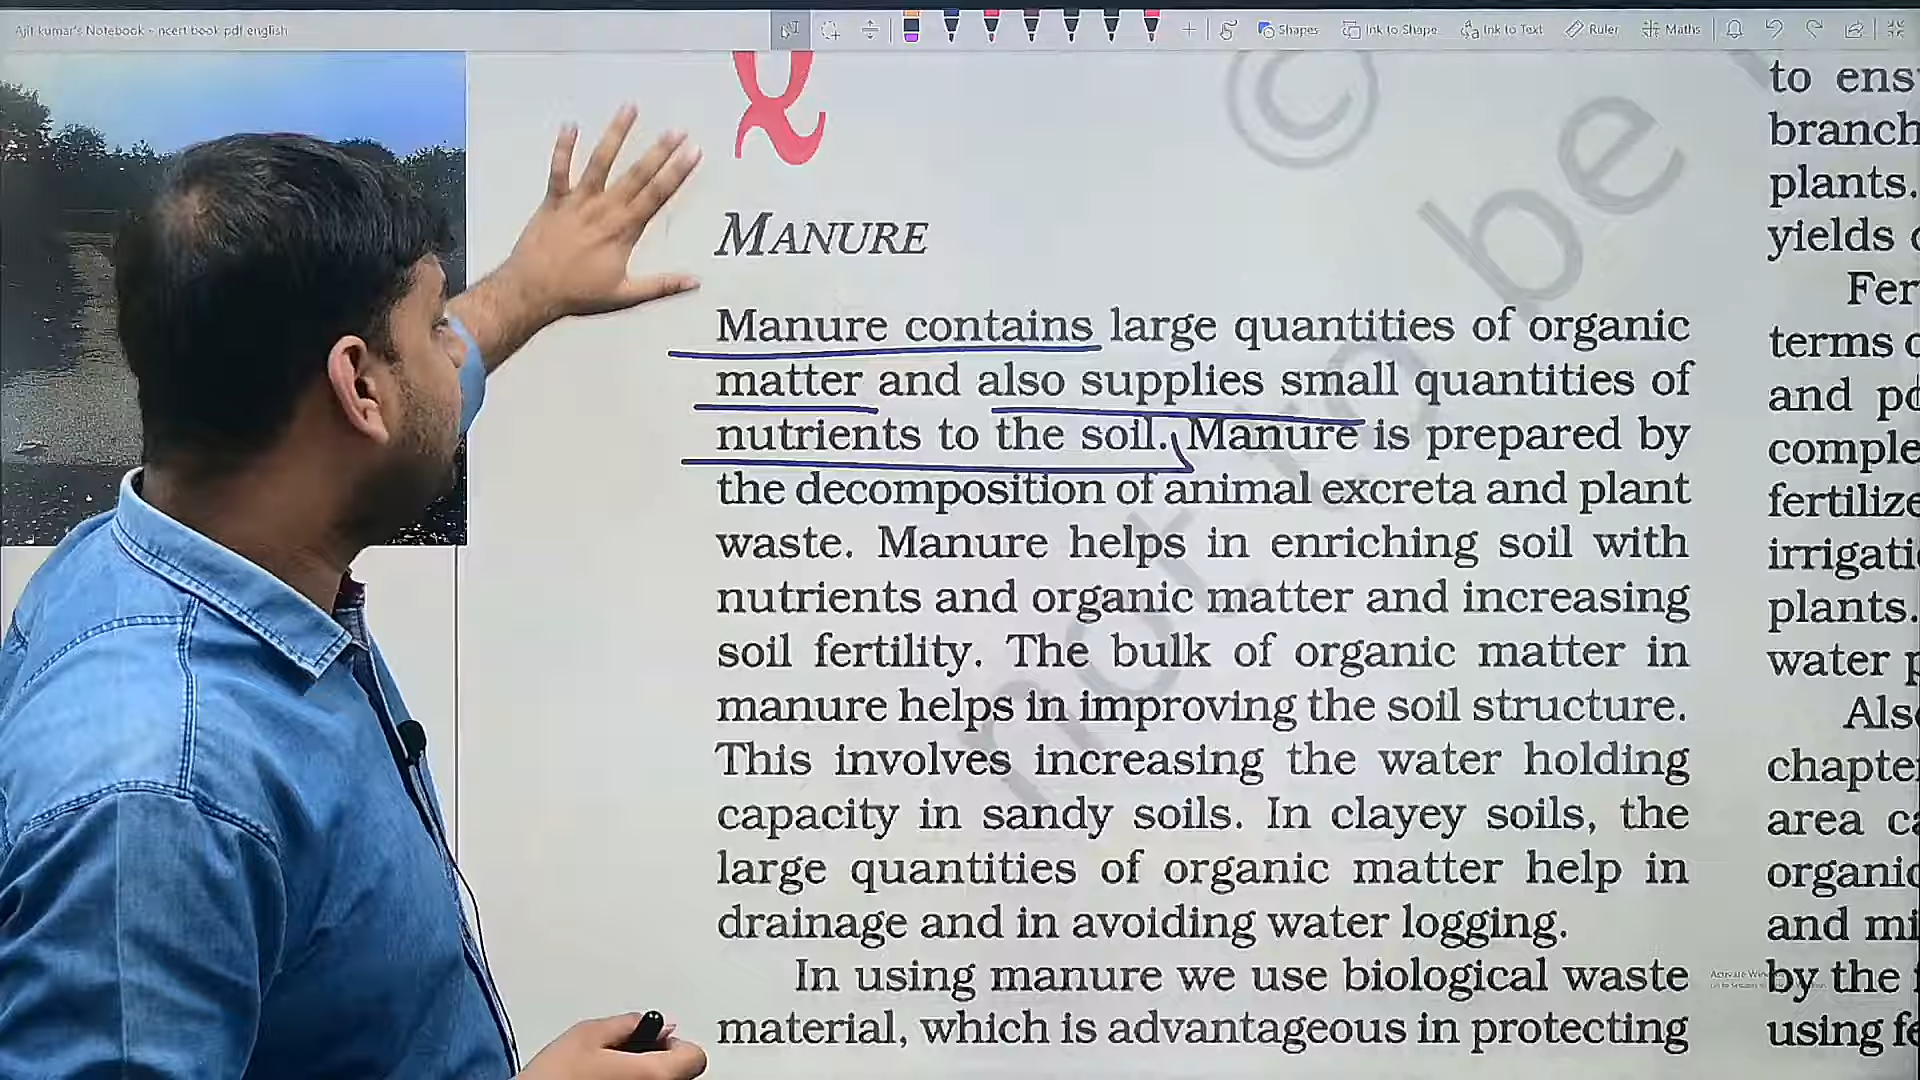 Ajit kumar's Notebook - ncert book pdf english
Shapes
Ink to Shape
Ink to Text
Ruler
Maths
MANURE
Manure contains large quantities of organic
matter and also supplies small quantities of
nutrients to the soil. Manure is prepared by
the decomposition of animal excreta and plant
waste. Manure helps in enriching soil with
nutrients and organic matter and increasing
soil fertility. The bulk of organic matter in
manure helps in improving the soil structure.
This involves increasing the water holding
capacity in sandy soils. In clayey soils, the
large quantities of organic matter help in
drainage and in avoiding water logging.
In using manure we use biological waste
material, which is advantageous in protecting
©
not to be
to ens
branch
plants.
yields
Fer
terms
and
comple
fertilize
irrigati
plants.
water p
Als
chapte
area
organic
and mi
by the
using fe